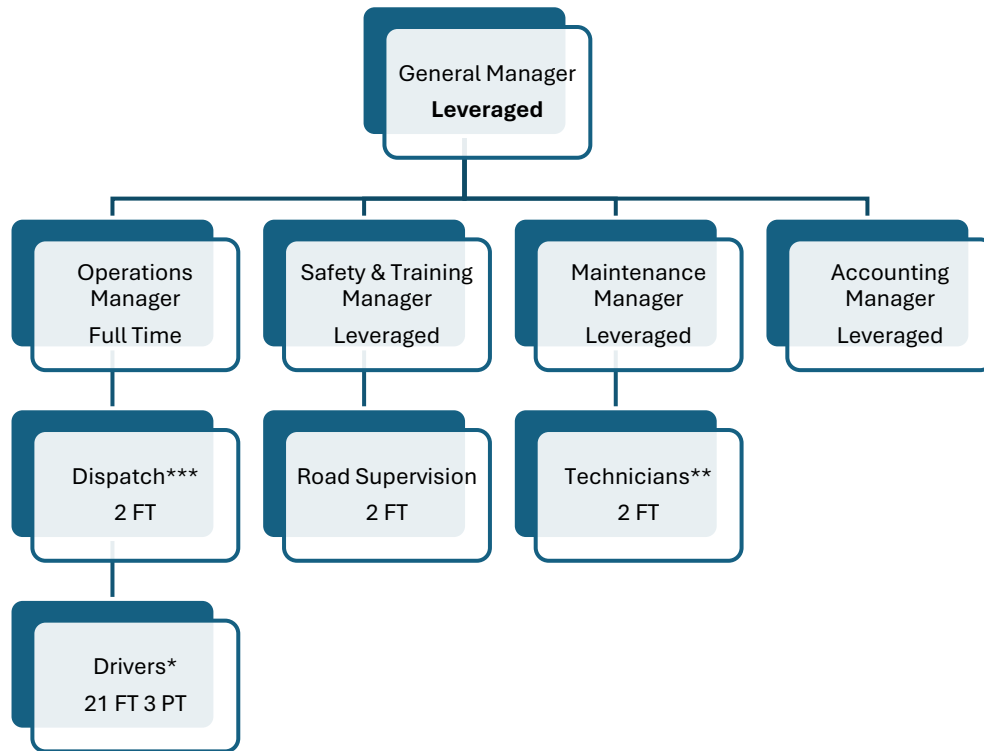 General Manager
Leveraged
Operations
Manager
Full Time
Safety & Training
Manager
Leveraged
Maintenance
Manager
Leveraged
Accounting
Manager
Leveraged
Dispatch***
2 FT
Road Supervision
2 FT
Technicians**
2 FT
Drivers*
21 FT 3 PT